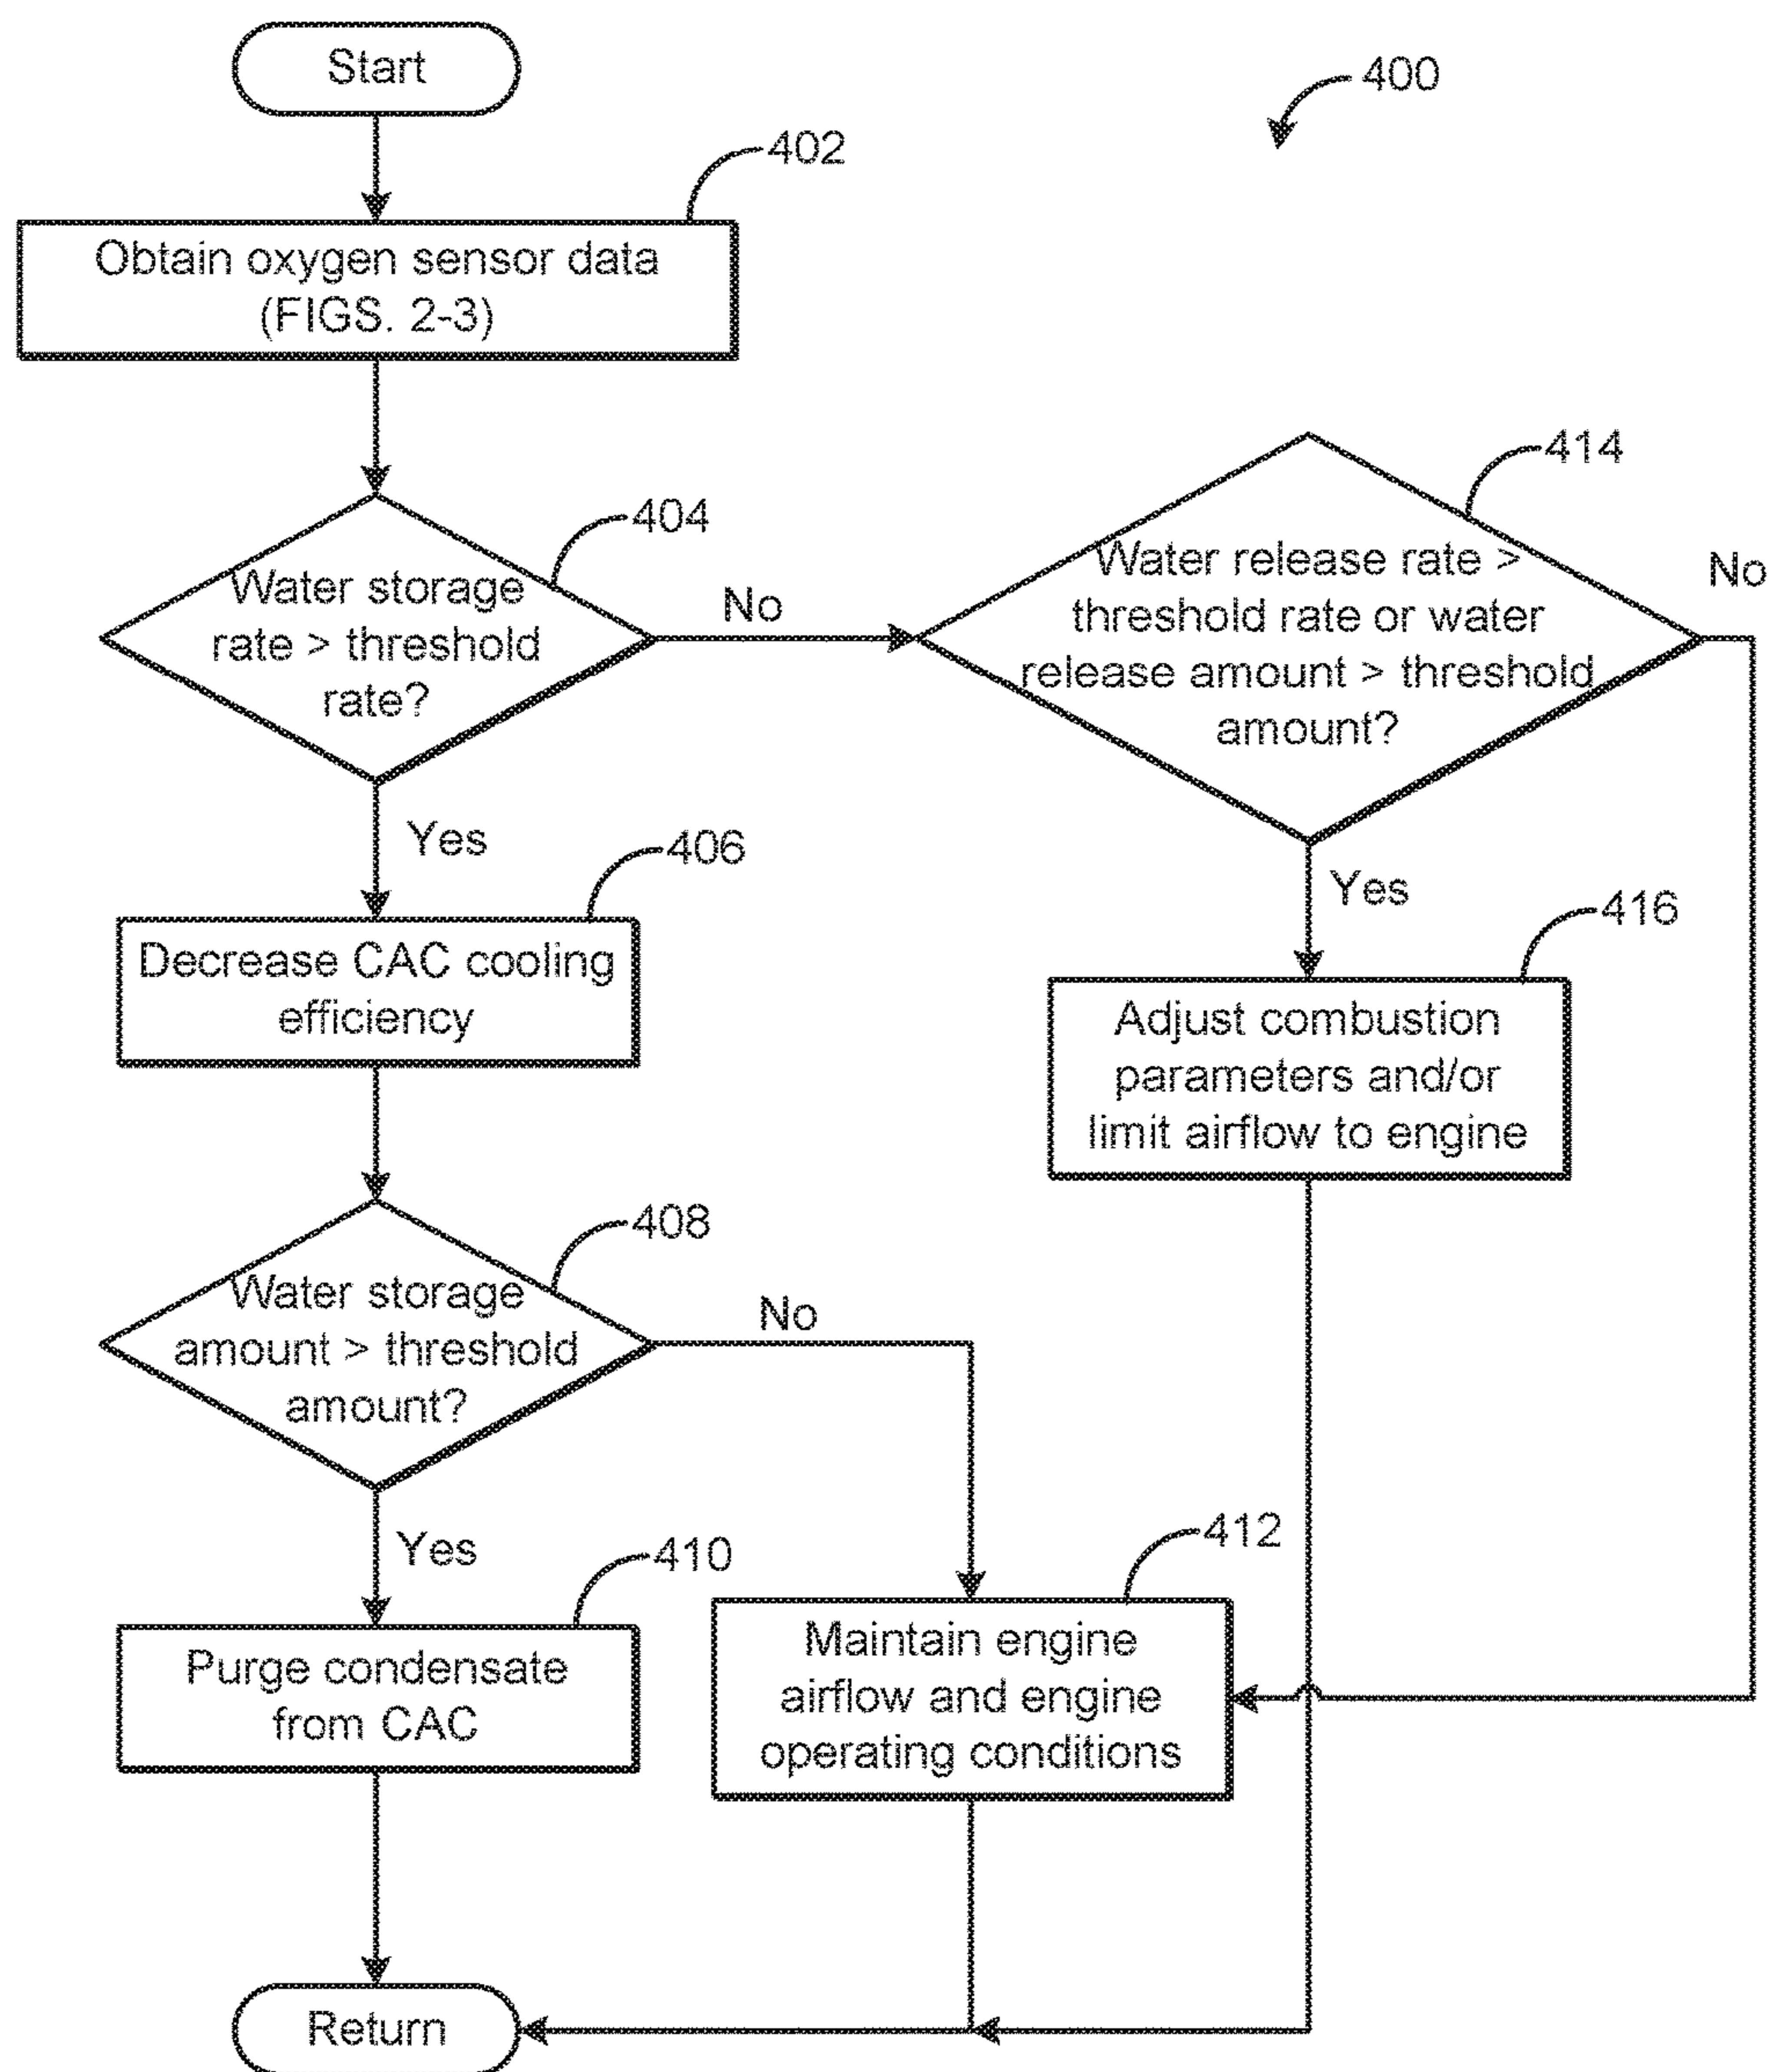 Start
400
402
Obtain oxygen sensor data
(FIGS. 2-3)
404
Water storage
rate > threshold
rate?
No
414
Water release rate >
threshold rate or water
release amount > threshold
amount?
No
Yes
406
Decrease CAC cooling
efficiency
Yes
416
Adjust combustion
parameters and/or
limit airflow to engine
408
Water storage
amount > threshold
amount?
No
Yes
410
Purge condensate
from CAC
412
Maintain engine
airflow and engine
operating conditions
Return